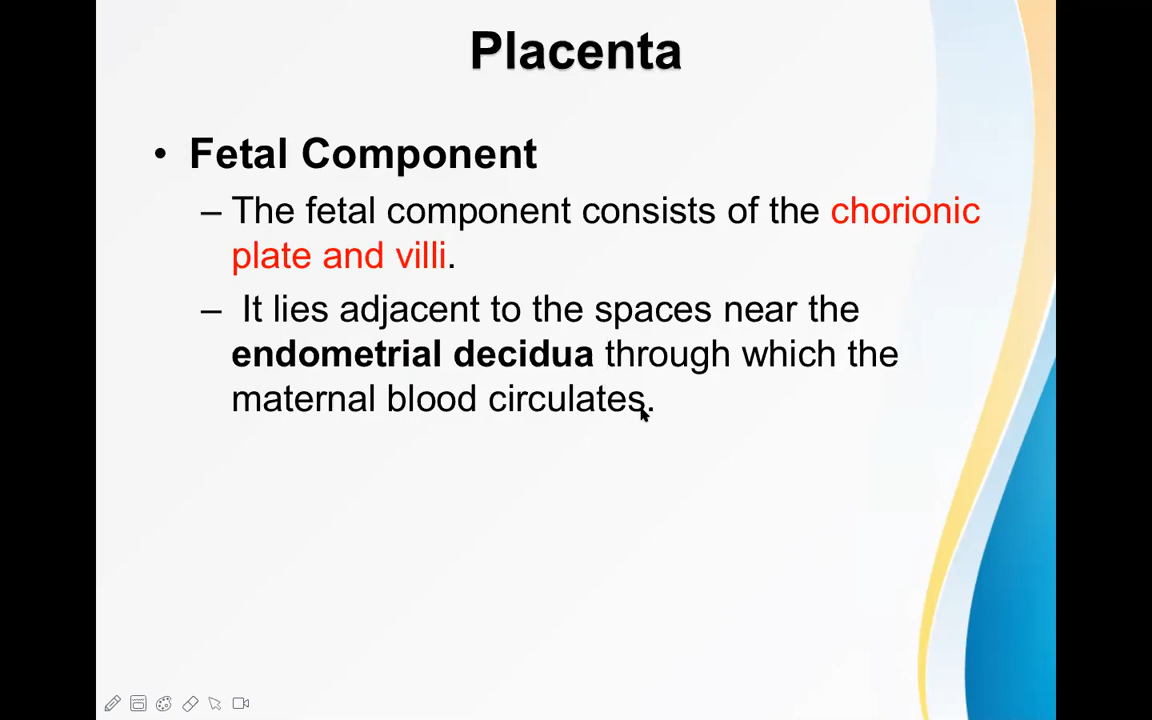 Placenta
• Fetal Component
– The fetal component consists of the chorionic
plate and villi.
– It lies adjacent to the spaces near the
endometrial decidua through which the
maternal blood circulates.